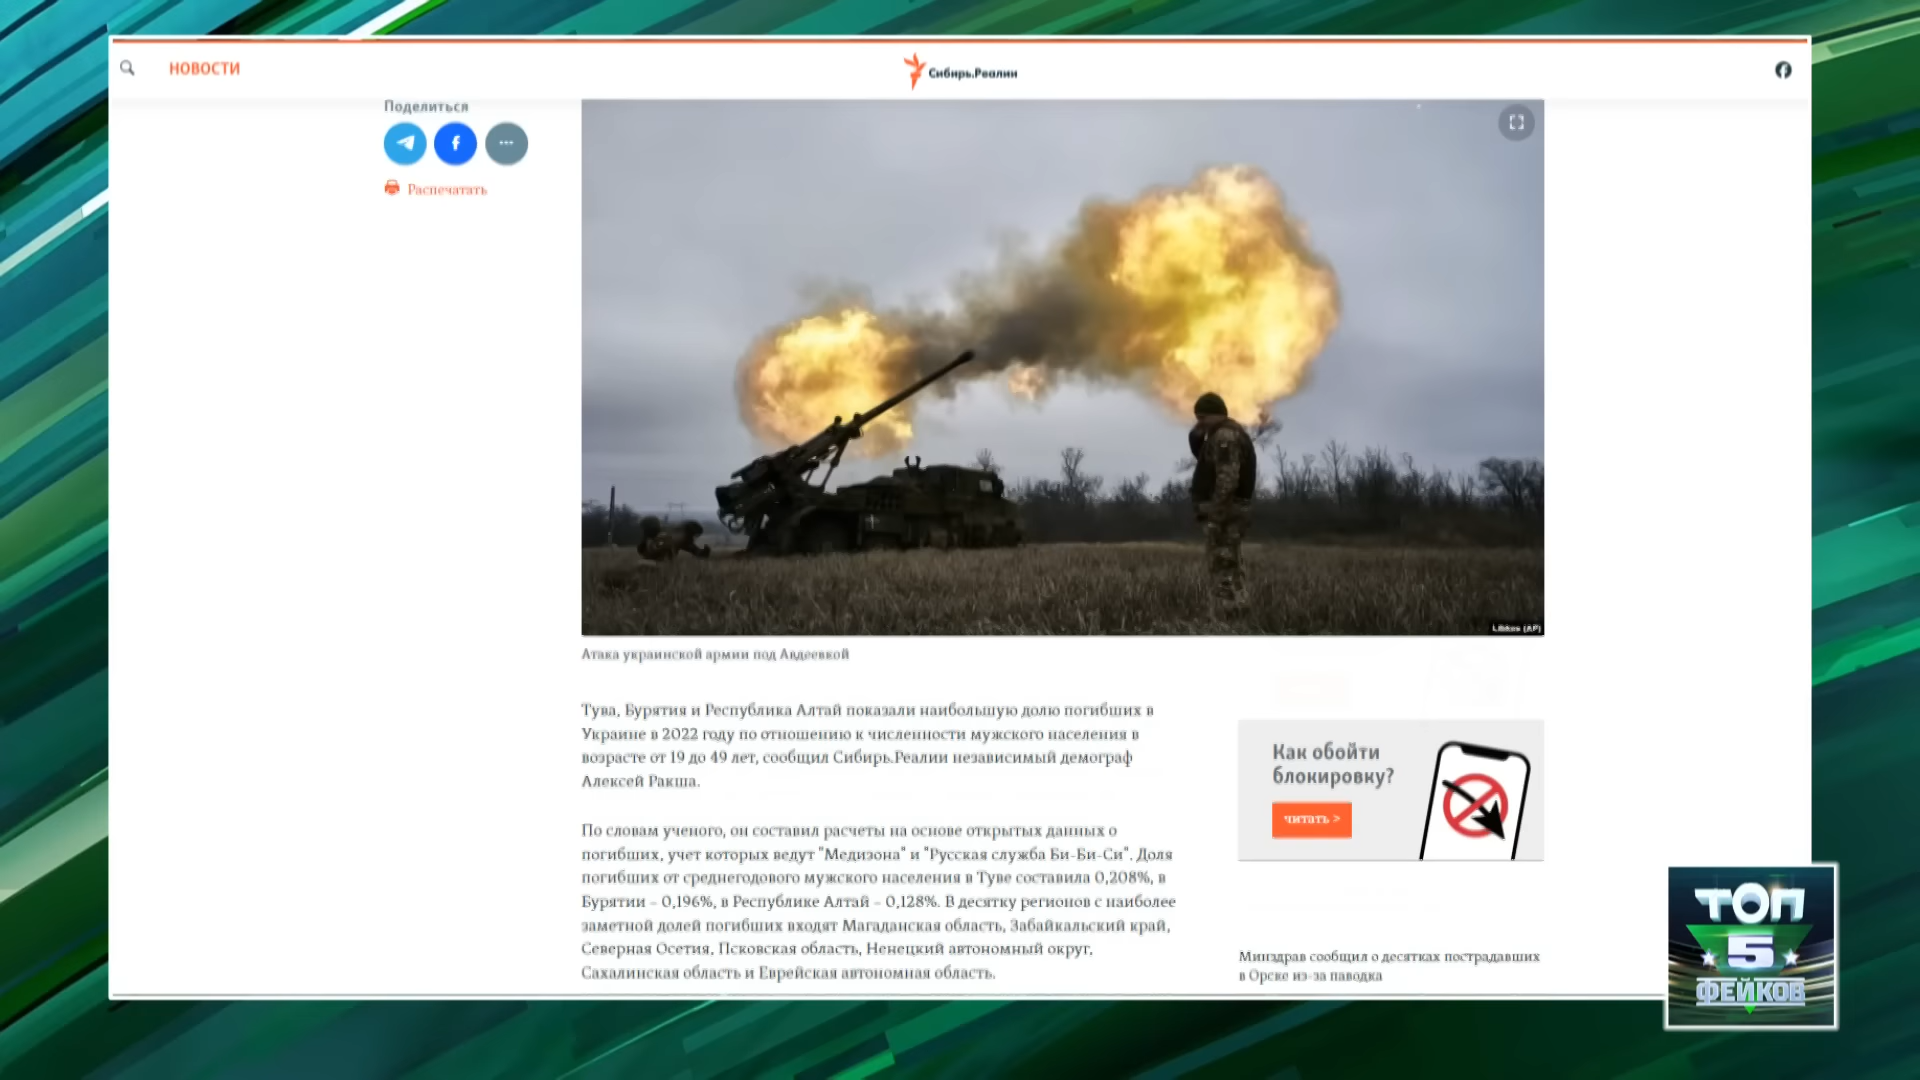 НОВОСТИ
Сибирь.Реалии
Поделиться
Распечатать
Libkos (AP)
Атака украинской армии под Авдеевкой
Тува, Бурятия и Республика Алтай показали наибольшую долю погибших в
Украине в 2022 году по отношению к численности мужского населения в
возрасте от 19 до 49 лет, сообщил Сибирь.Реалии независимый демограф
Алексей Ракша.
По словам ученого, он составил расчеты на основе открытых данных о
погибших, учет которых ведут "Медизона" и "Русская служба Би-Би-Си". Доля
погибших от среднегодового мужского населения в Туве составила 0,208%, в
Бурятии – 0,196%, в Республике Алтай – 0,128%. В десятку регионов с наиболее
заметной долей погибших входят Магаданская область, Забайкальский край,
Северная Осетия, Псковская область, Ненецкий автономный округ,
Сахалинская область и Еврейская автономная область.
Как обойти
блокировку?
читать >
Минздрав сообщил о десятках пострадавших
в Орске из-за паводка
ТОП
5
ФЕЙКОВ